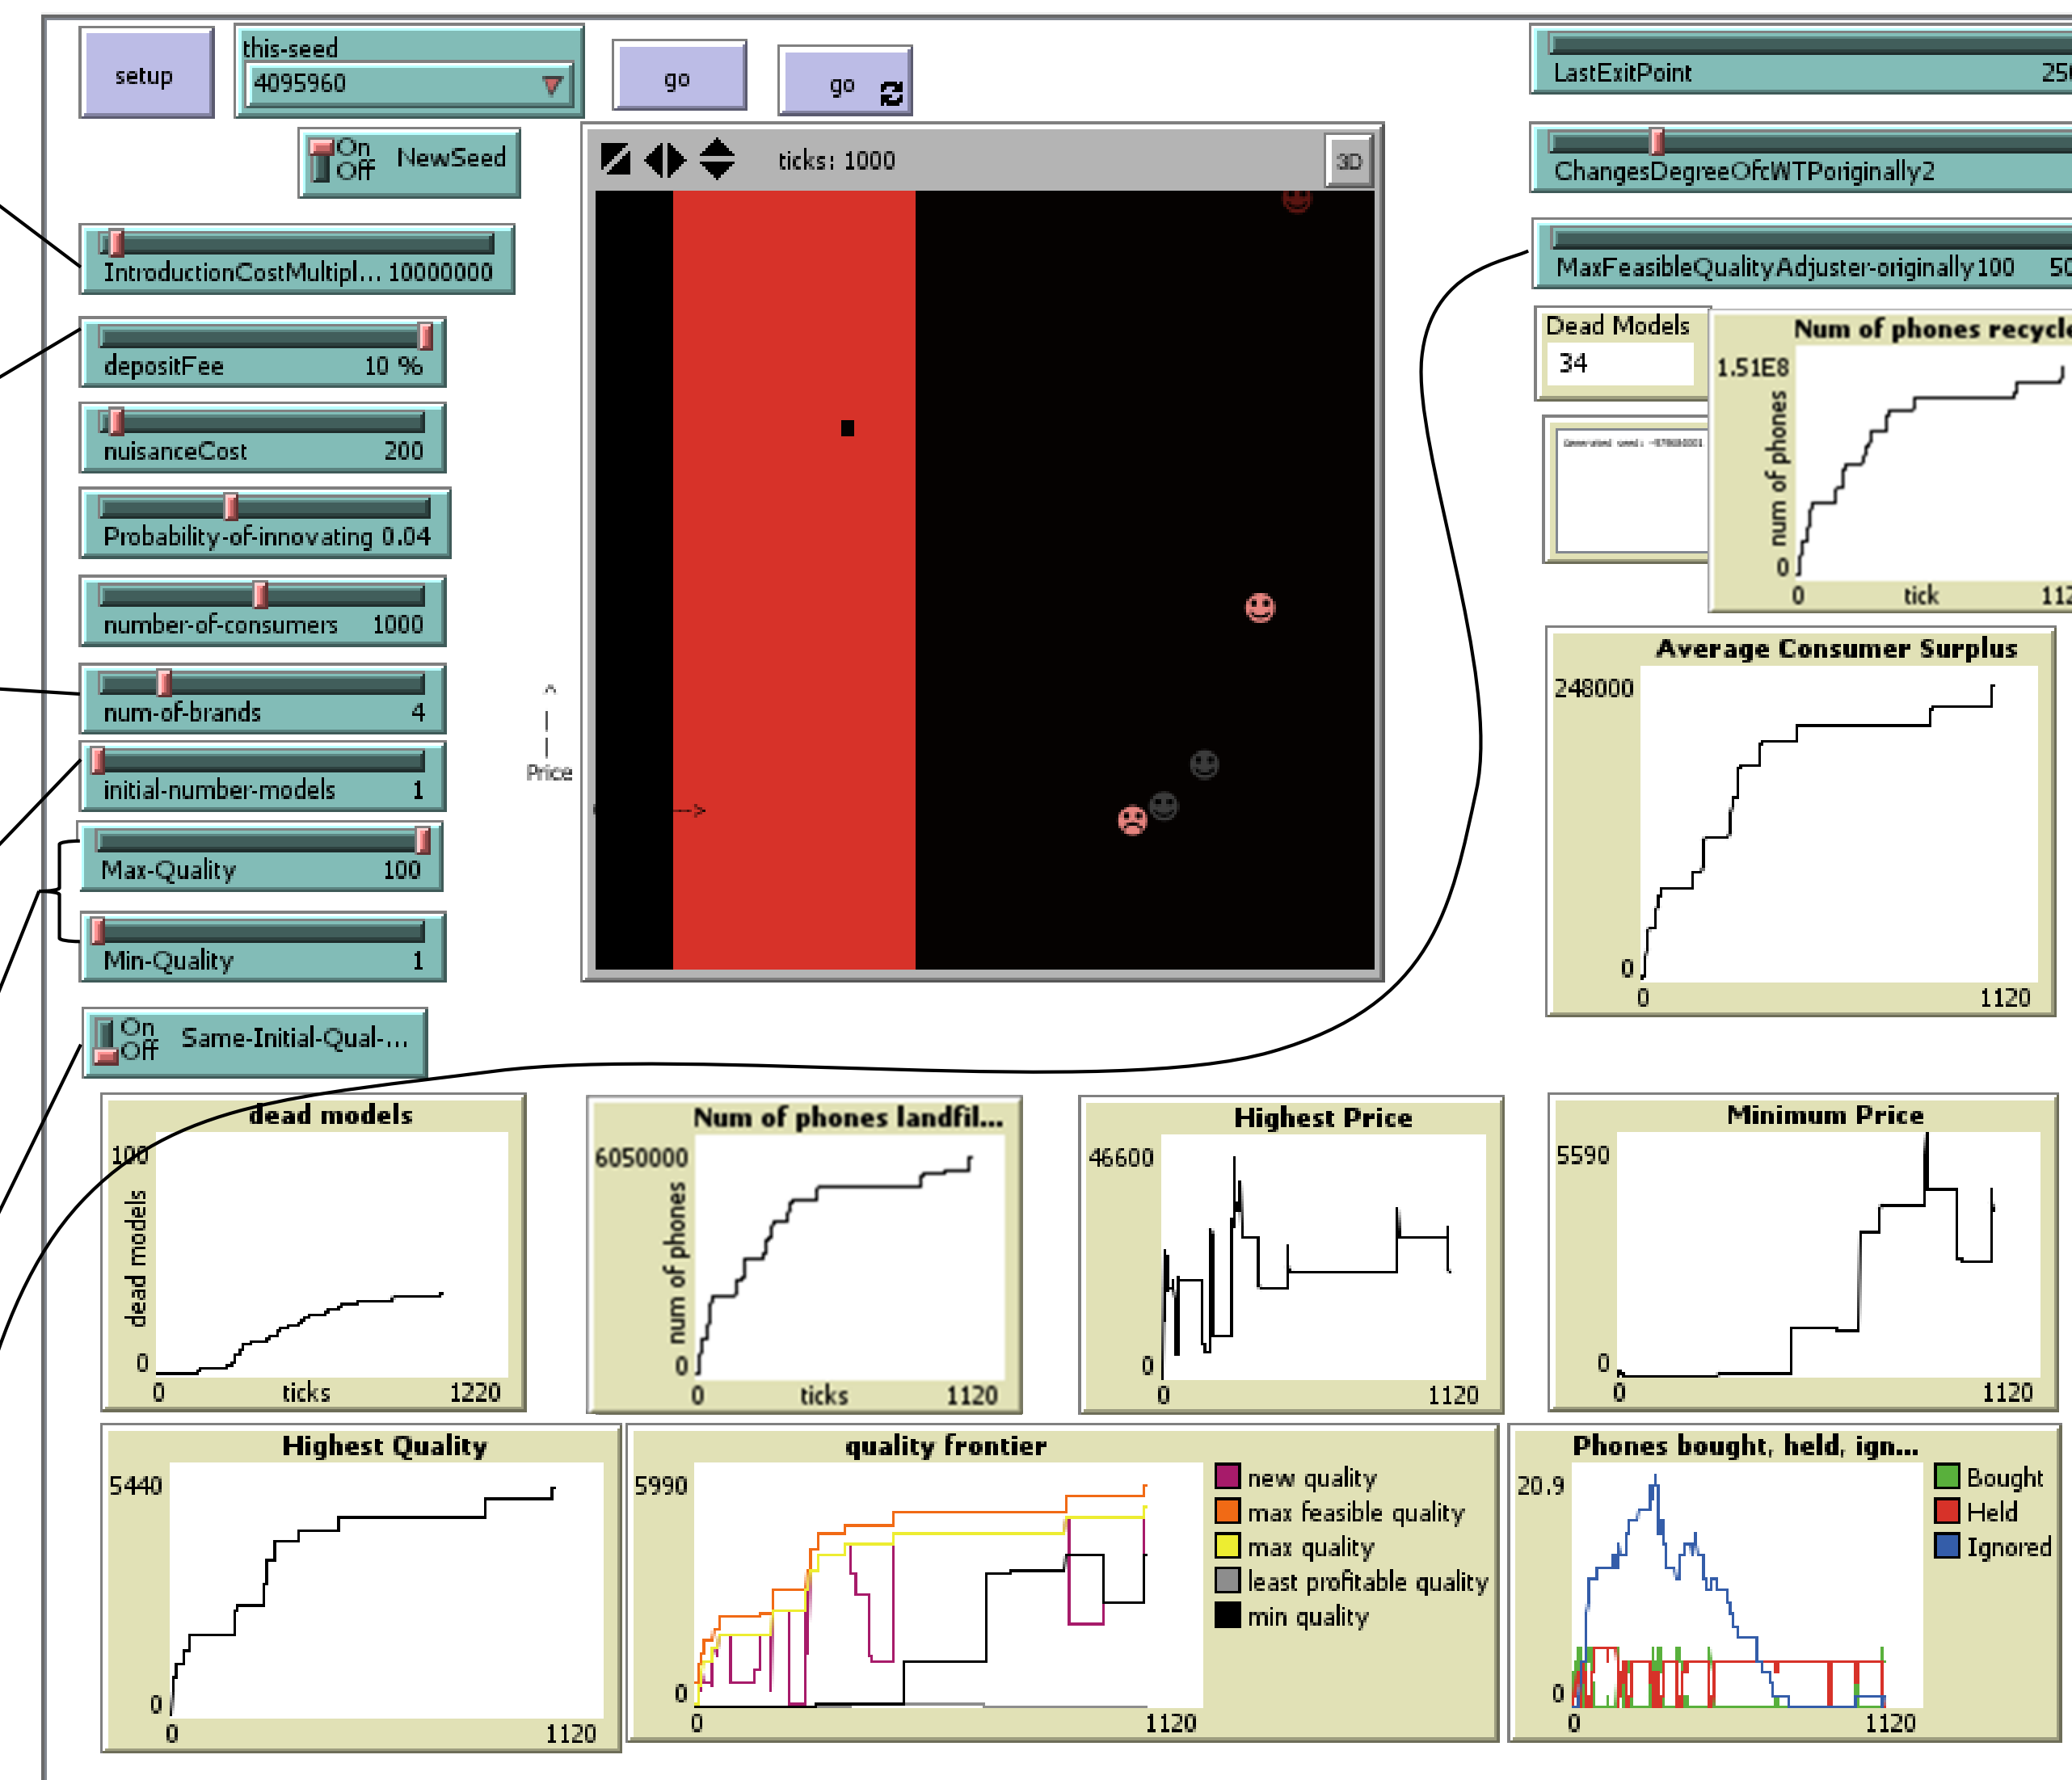 setup
this-seed
4095960
go
go
On
Off
NewSeed
ticks: 1000
3D
IntroductionCostMultipl... 10000000
depositFee 10 %
nuisanceCost 200
Probability-of-innovating 0.04
number-of-consumers 1000
num-of-brands 4
initial-number-models 1
Max-Quality 100
Min-Quality 1
On
Off
Same-Initial-Qual-...
^
|
|
|
Price
-->
LastExitPoint
ChangesDegreeOfcWTPoriginally2
MaxFeasibleQualityAdjuster-originally100
Dead Models
34
Num of phones recycle
1.51E8
num of phones
0
0 tick
Average Consumer Surplus
248000
0
0 1120
dead models
100
dead models
0
0 ticks 1220
Num of phones landfil...
6050000
num of phones
0
0 ticks 1120
Highest Price
46600
0
0 1120
Minimum Price
5590
0
0 1120
Highest Quality
5440
0
0 1120
quality frontier
5990
0
0 1120
new quality
max feasible quality
max quality
least profitable quality
min quality
Phones bought, held, ign...
20.9
0
0 1120
Bought
Held
Ignored